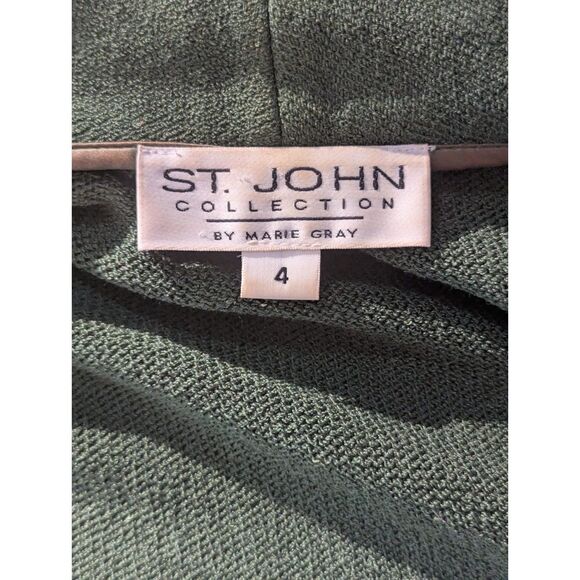 ST. JOHN
COLLECTION
BY MARIE GRAY
4